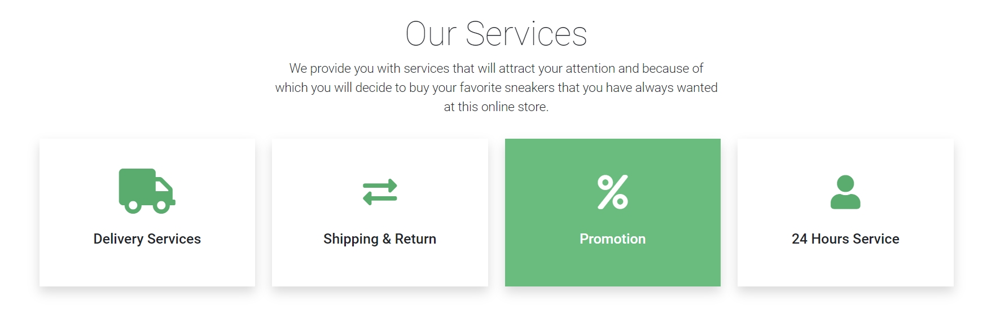 Our Services
We provide you with services that will attract your attention and because of
which you will decide to buy your favorite sneakers that you have always wanted
at this online store.
Delivery Services
Shipping & Return
%
Promotion
24 Hours Service